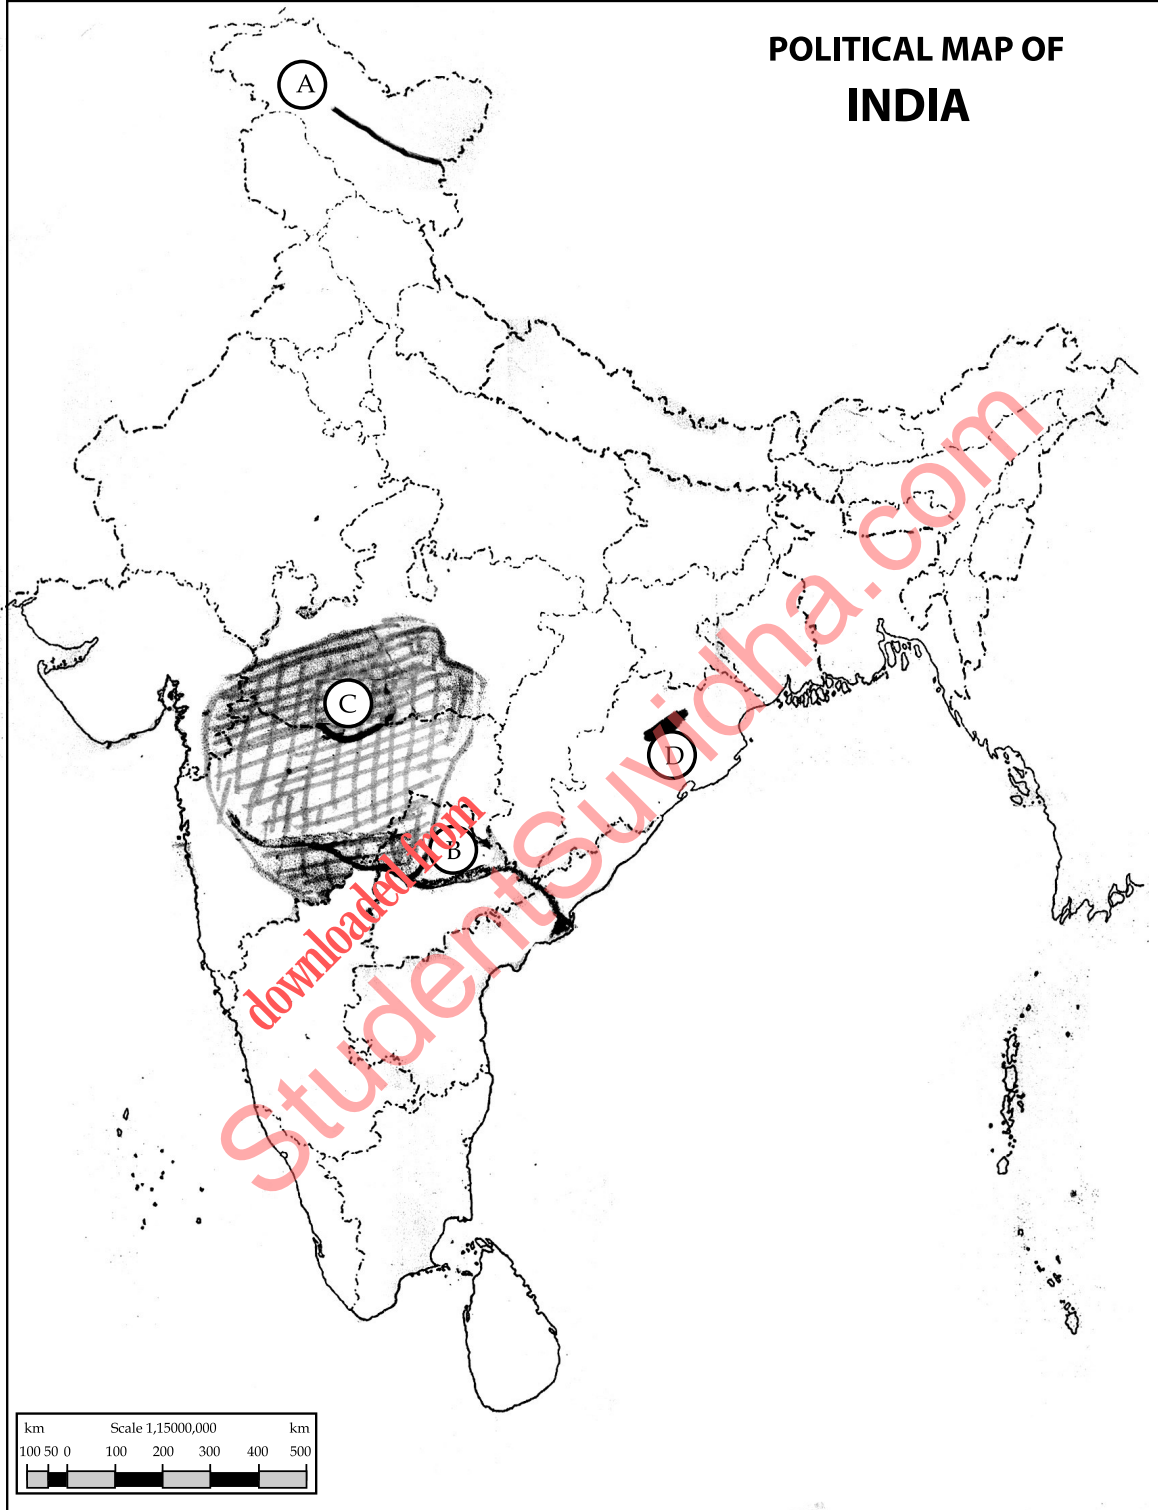 POLITICAL MAP OF
INDIA
A
C
D
B
downloaded from
StudentSuvidha.com
km Scale 1,15000,000 km
100 50 0 100 200 300 400 500